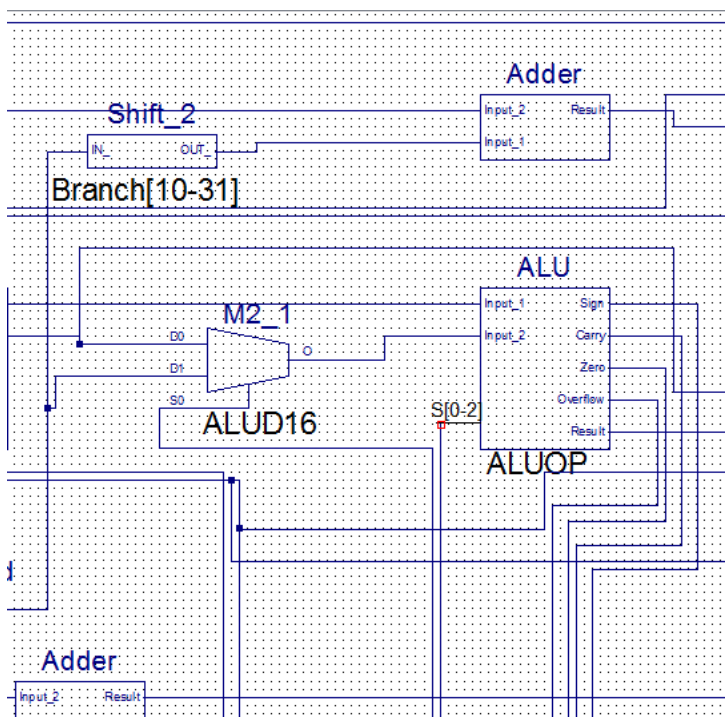 Adder
Input_2 Result
Input_1
Shift_2
IN_ OUT_
Branch[10-31]
ALU
Input_1 Sign
Input_2 Carry
Zero
Overflow
Result
S[0-2]
ALUOP
M2_1
D0
D1
S0
O
ALUD16
Adder
Input_2 Result